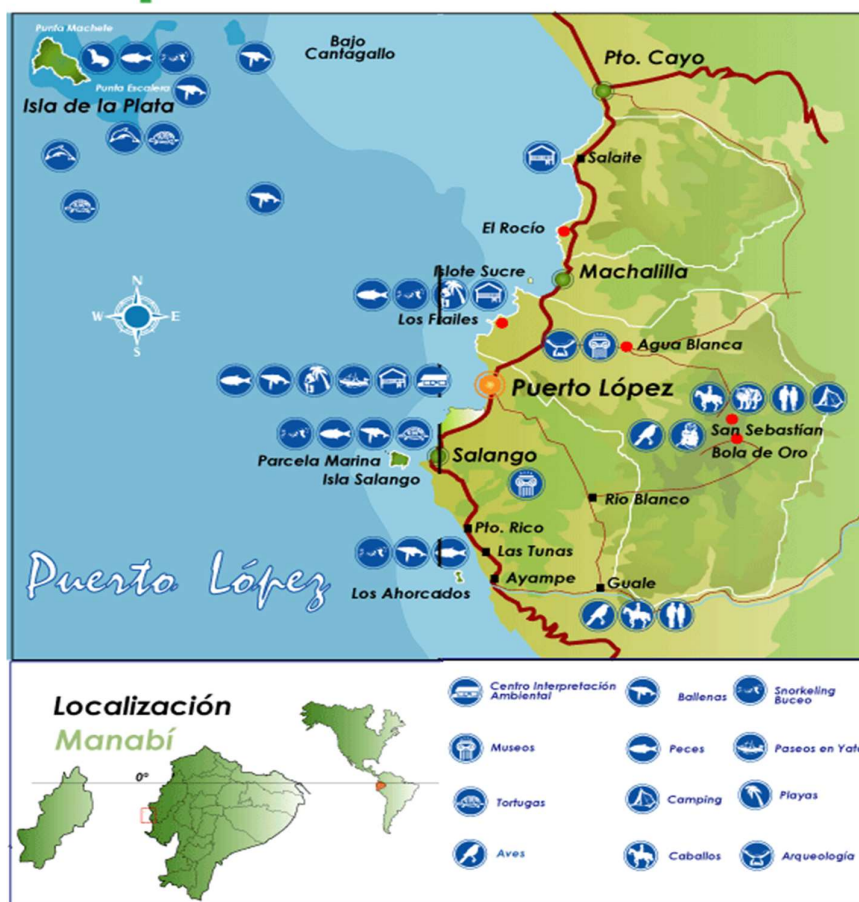 Punta Machete
Bajo
Cantagallo
Pto. Cayo
Punta Escalera
Isla de la Plata
Salaite
El Rocío
Islote Sucre
Machalilla
Los Frailes
Agua Blanca
Puerto López
San Sebastían
Bola de Oro
Parcela Marina
Isla Salango
Salango
Río Blanco
Pto. Rico
Las Tunas
Ayampe
Guale
Los Ahorcados
N
W E
S
Puerto López
Localización
Manabí
0°
Centro Interpretación
Ambiental
Ballenas
Snorkeling
Buceo
Museos
Peces
Paseos en Yate
Tortugas
Camping
Playas
Aves
Caballos
Arqueología